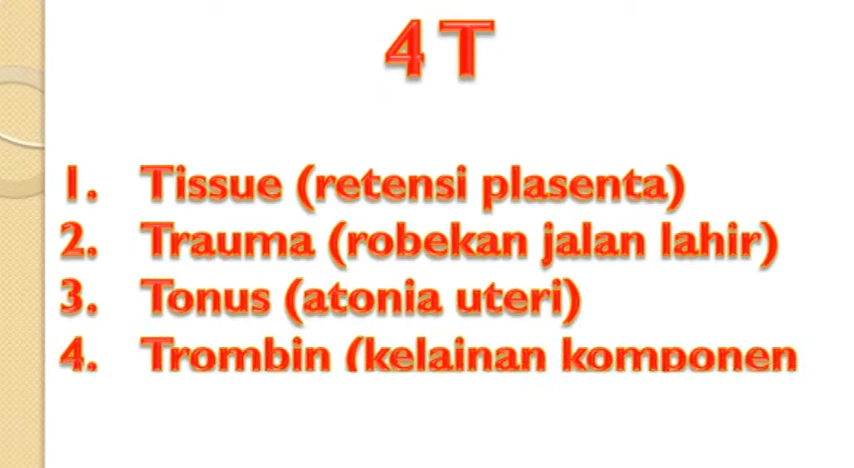 4 T
1. Tissue (retensi plasenta)
2. Trauma (robekan jalan lahir)
3. Tonus (atonia uteri)
4. Trombin (kelainan komponen